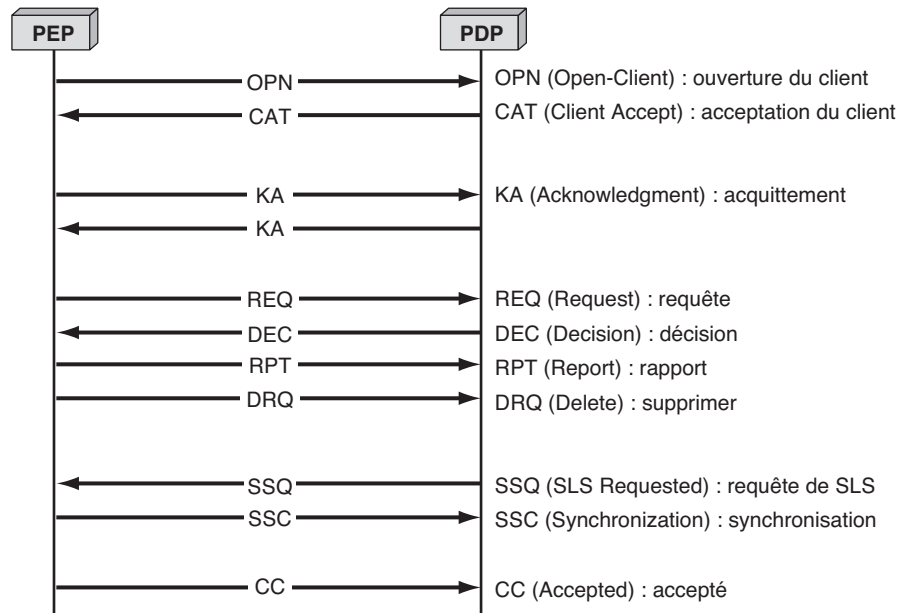 PEP PDP
OPN OPN (Open-Client) : ouverture du client
CAT CAT (Client Accept) : acceptation du client
KA KA (Acknowledgment) : acquittement
KA
REQ REQ (Request) : requête
DEC DEC (Decision) : décision
RPT RPT (Report) : rapport
DRQ DRQ (Delete) : supprimer
SSQ SSQ (SLS Requested) : requête de SLS
SSC SSC (Synchronization) : synchronisation
CC CC (Accepted) : accepté